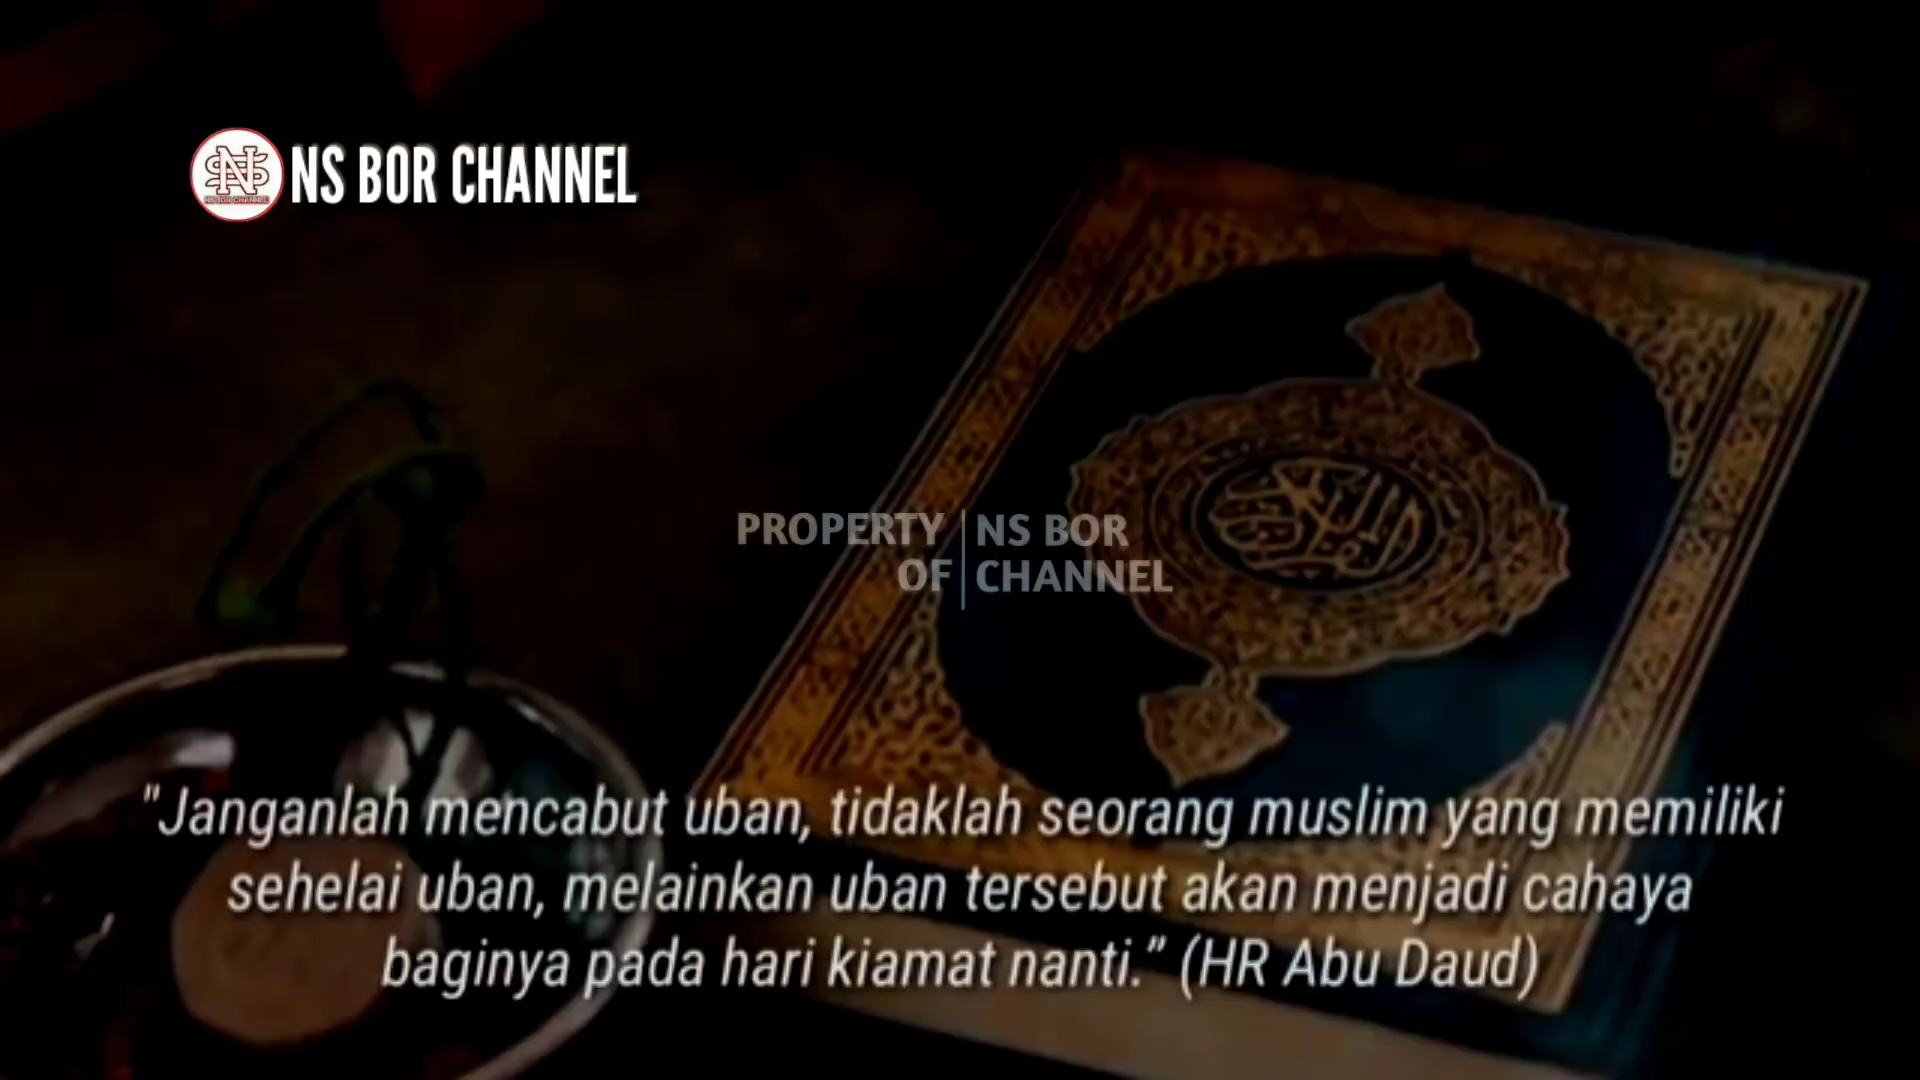 NS BOR CHANNEL
PROPERTY OF
NS BOR CHANNEL
"Janganlah mencabut uban, tidaklah seorang muslim yang memiliki
sehelai uban, melainkan uban tersebut akan menjadi cahaya
baginya pada hari kiamat nanti.” (HR Abu Daud)